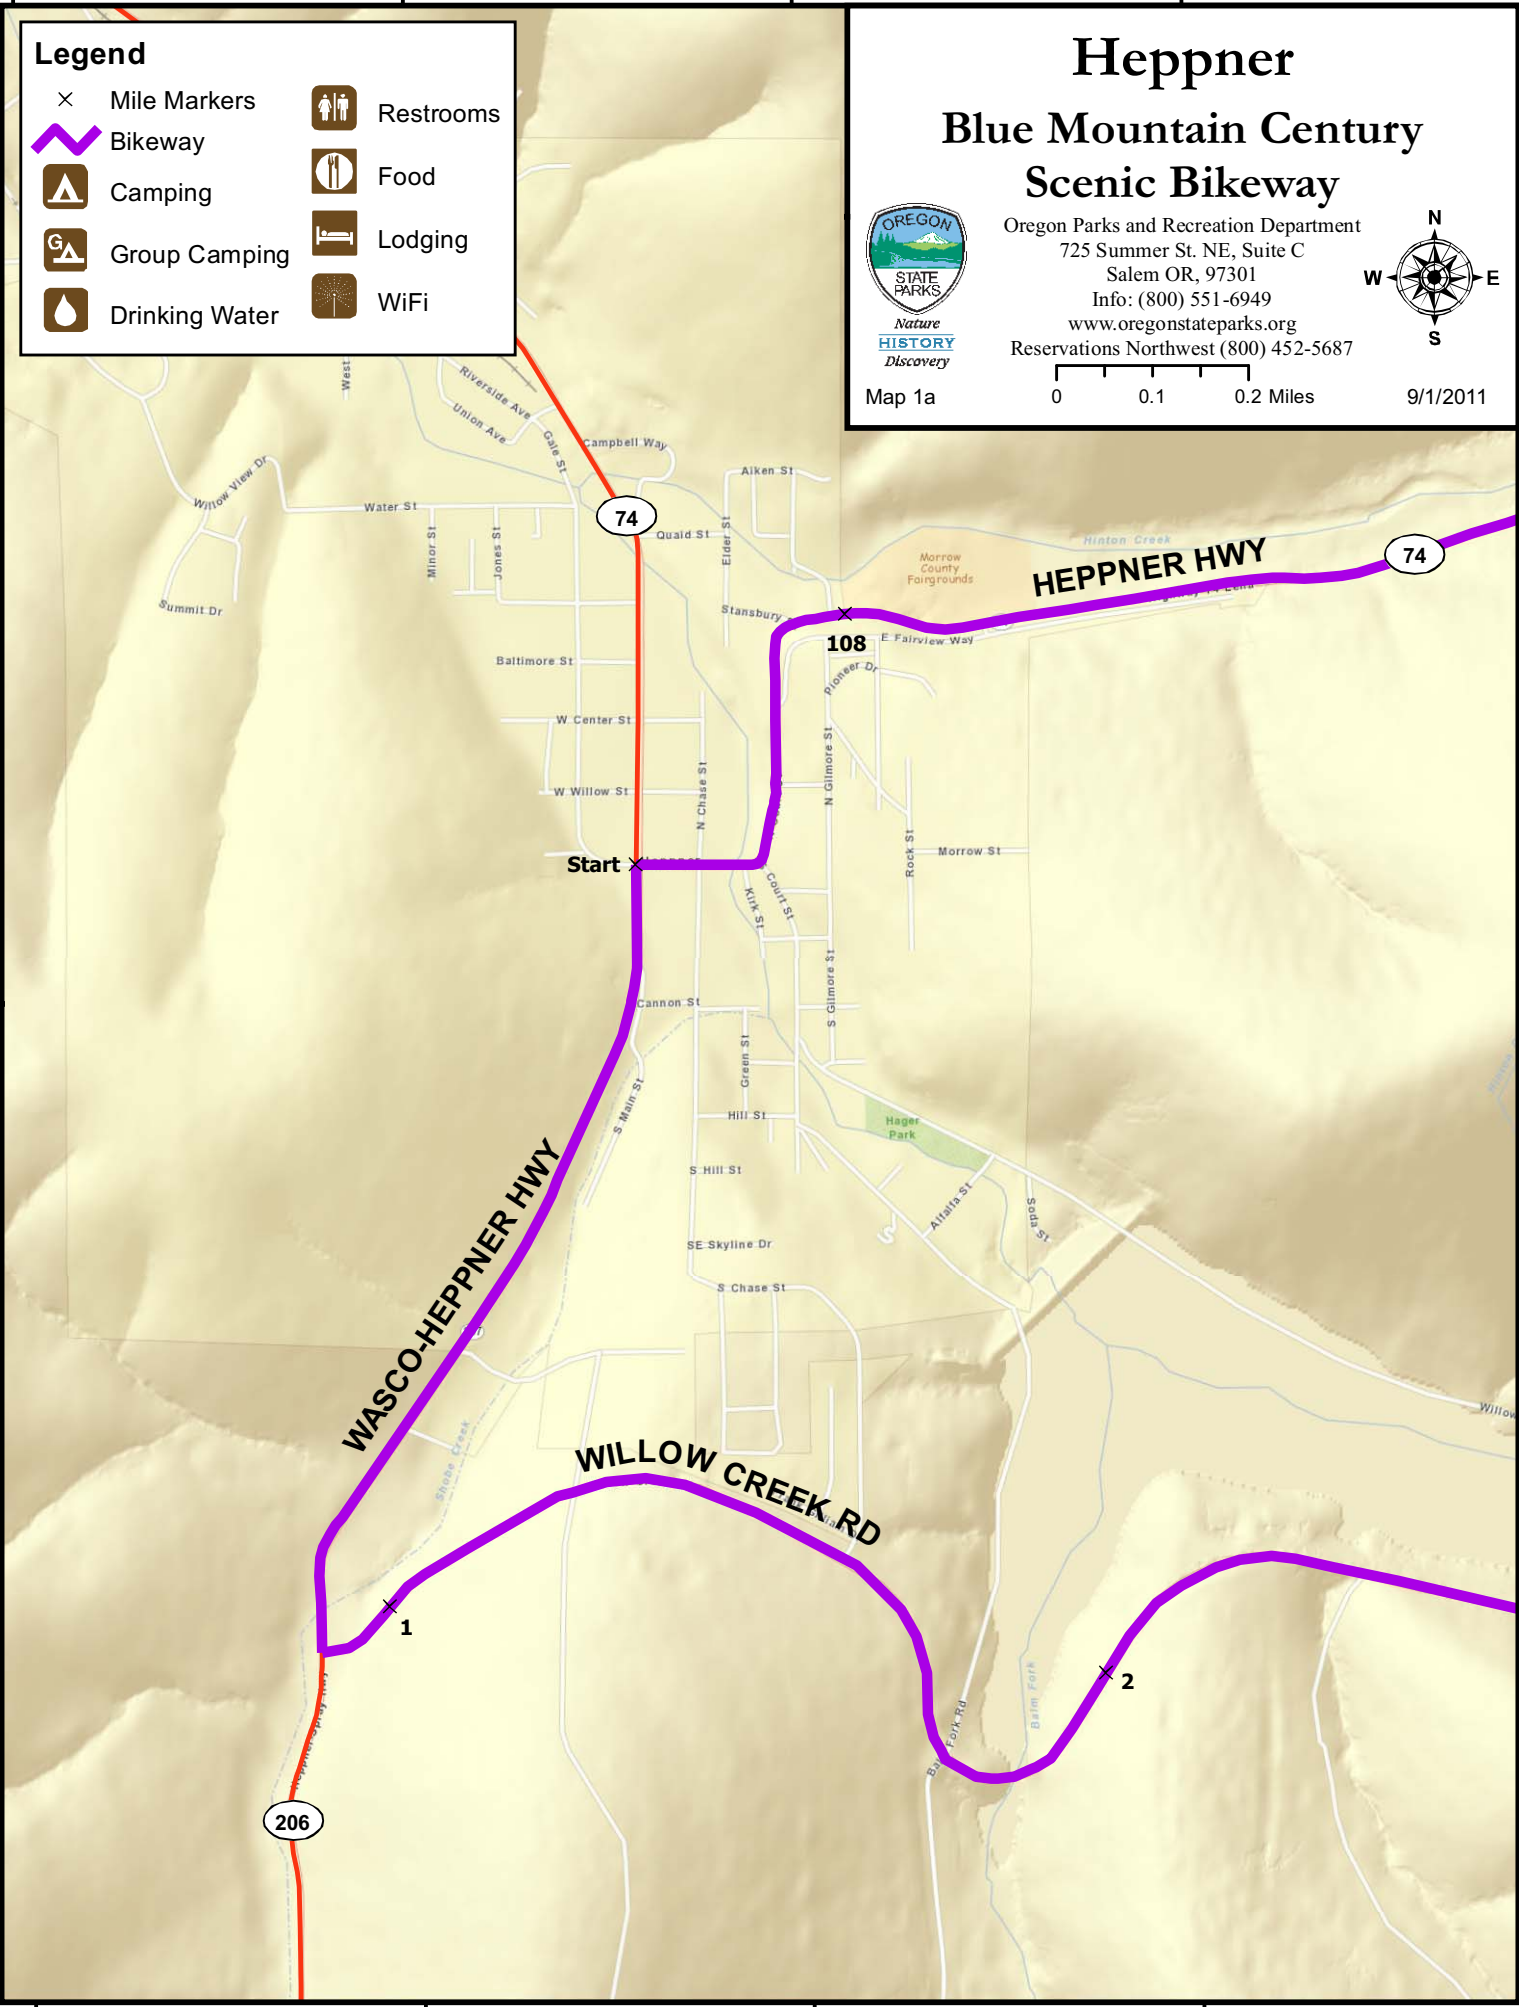 Legend
Mile Markers
Bikeway
Camping
Group Camping
Drinking Water
Restrooms
Food
Lodging
WiFi
Heppner
Blue Mountain Century
Scenic Bikeway
OREGON
STATE
PARKS
Nature
HISTORY
Discovery
Oregon Parks and Recreation Department
725 Summer St. NE, Suite C
Salem OR, 97301
Info: (800) 551-6949
www.oregonstateparks.org
Reservations Northwest (800) 452-5687
N
W
E
S
Map 1a
0
0.1
0.2 Miles
9/1/2011
West
Riverside Ave
Union Ave
Gale St
Campbell Way
Aiken St
Willow View Dr
Water St
74
Quaid St
Elder St
Minor St
Jones St
Hinton Creek
Morrow
County
Fairgrounds
HEPPNER HWY
74
Summit Dr
Stansbury
108
E Fairview Way
Baltimore St
Pioneer Dr
W Center St
N Chase St
N Gilmore St
W Willow St
Start
Rock St
Morrow St
Kirk St
Court St
Cannon St
S Gilmore St
Green St
S Main St
Hill St
Hager
Park
S Hill St
Alfalfa St
Soda St
SE Skyline Dr
S Chase St
WASCO-HEPPNER HWY
Willow
Shobe Creek
WILLOW CREEK RD
1
2
Balm Fork
Fork Rd
206